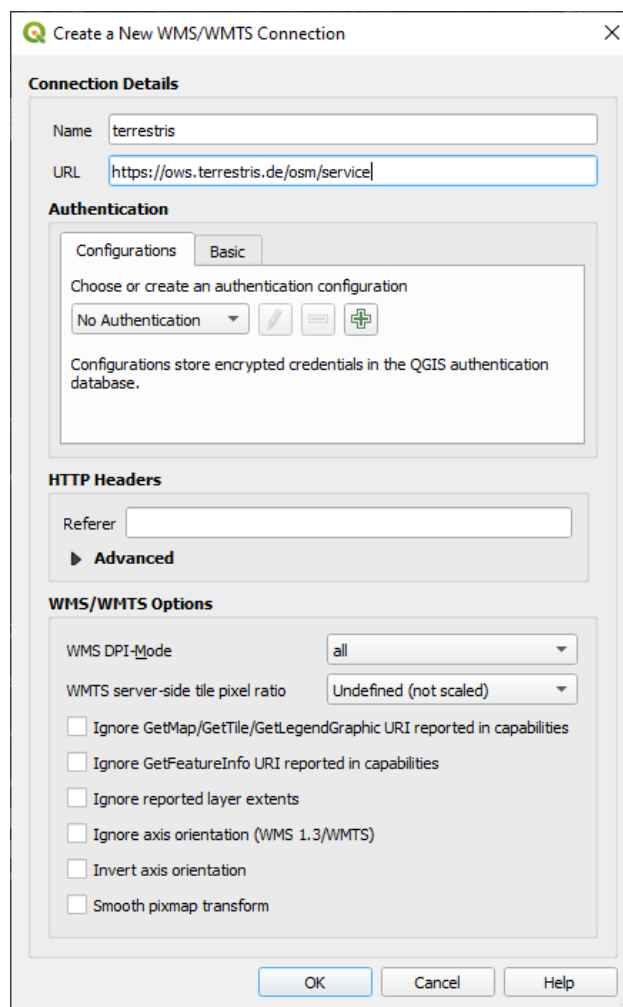 Create a New WMS/WMTS Connection
Connection Details
Name terrestris
URL https://ows.terrestris.de/osm/service
Authentication
Configurations Basic
Choose or create an authentication configuration
No Authentication
Configurations store encrypted credentials in the QGIS authentication
database.
HTTP Headers
Referer
Advanced
WMS/WMTS Options
WMS DPI-Mode all
WMTS server-side tile pixel ratio Undefined (not scaled)
Ignore GetMap/GetTile/GetLegendGraphic URI reported in capabilities
Ignore GetFeatureInfo URI reported in capabilities
Ignore reported layer extents
Ignore axis orientation (WMS 1.3/WMTS)
Invert axis orientation
Smooth pixmap transform
OK Cancel Help